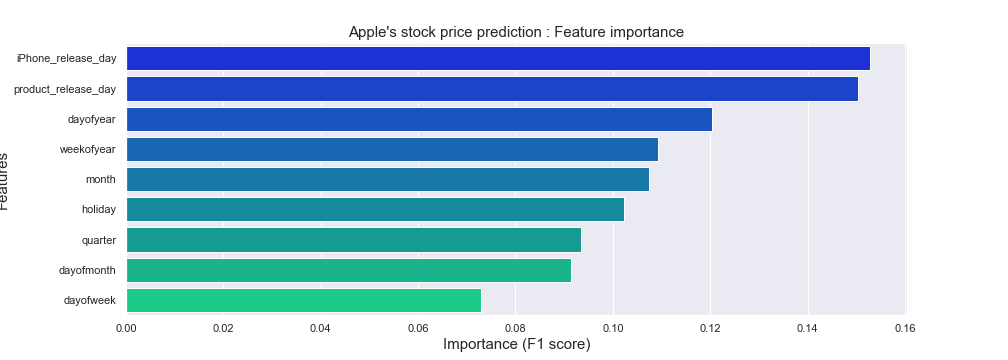 Apple's stock price prediction : Feature importance
Features
iPhone_release_day
product_release_day
dayofyear
weekofyear
month
holiday
quarter
dayofmonth
dayofweek
0.00 0.02 0.04 0.06 0.08 0.10 0.12 0.14 0.16
Importance (F1 score)